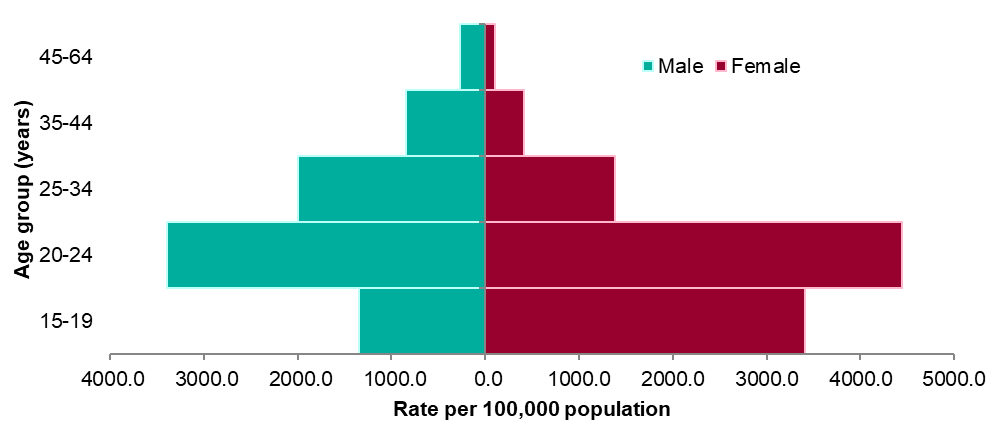 45-64
Male Female
35-44
25-34
20-24
15-19
Age group (years)
4000.0 3000.0 2000.0 1000.0 0.0 1000.0 2000.0 3000.0 4000.0 5000.0
Rate per 100,000 population